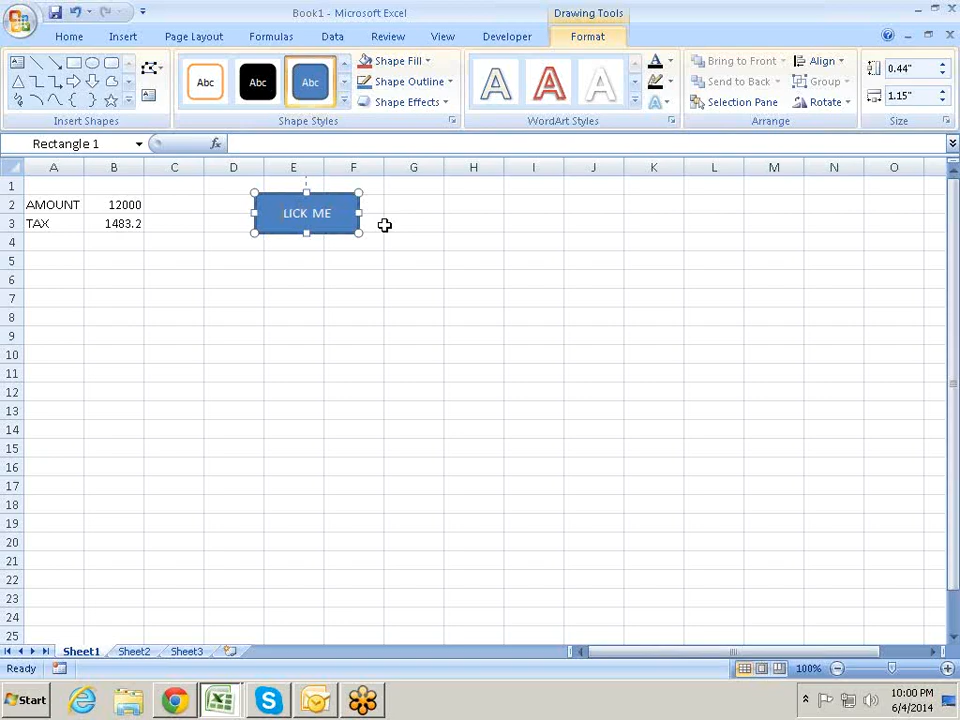 Book1 - Microsoft Excel
Drawing Tools
Home Insert Page Layout Formulas Data Review View Developer Format
Abc Abc Abc
Shape Fill
Shape Outline
Shape Effects
A A A
Bring to Front
Send to Back
Selection Pane
Align
Group
Rotate
0.44"
1.15"
Insert Shapes Shape Styles WordArt Styles Arrange Size
Rectangle 1 fx
A B C D E F G H I J K L M N O
1
2 AMOUNT 12000
3 TAX 1483.2
LICK ME
4
5
6
7
8
9
10
11
12
13
14
15
16
17
18
19
20
21
22
23
24
25
Sheet1 Sheet2 Sheet3
Ready 100%
Start
10:00 PM
6/4/2014